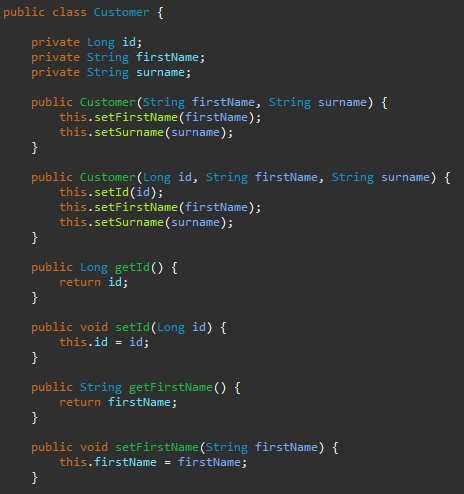 public class Customer {
    private Long id;
    private String firstName;
    private String surname;
    public Customer(String firstName, String surname) {
        this.setFirstName(firstName);
        this.setSurname(surname);
    }
    public Customer(Long id, String firstName, String surname) {
        this.setId(id);
        this.setFirstName(firstName);
        this.setSurname(surname);
    }
    public Long getId() {
        return id;
    }
    public void setId(Long id) {
        this.id = id;
    }
    public String getFirstName() {
        return firstName;
    }
    public void setFirstName(String firstName) {
        this.firstName = firstName;
    }